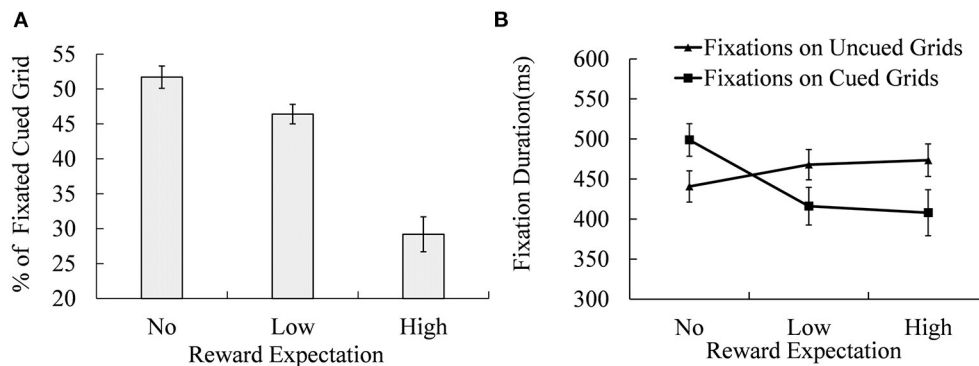 A
% of Fixated Cued Grid
55
50
45
40
35
30
25
20
No Low High
Reward Expectation
B
Fixation Duration(ms)
600
550
500
450
400
350
300
Fixations on Uncued Grids
Fixations on Cued Grids
No Low High
Reward Expectation